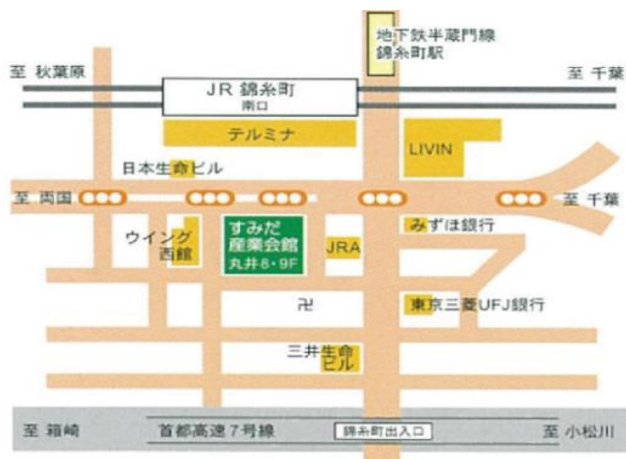 地下鉄半蔵門線
錦糸町駅
至 秋葉原
JR 錦糸町
南口
至 千葉
テルミナ
LIVIN
日本生命ビル
至 両国
至 千葉
ウイング
西館
すみだ
産業会館
丸井8・9F
JRA
みずほ銀行
卍
東京三菱UFJ銀行
三井生命
ビル
至 箱崎
首都高速7号線
錦糸町出入口
至 小松川